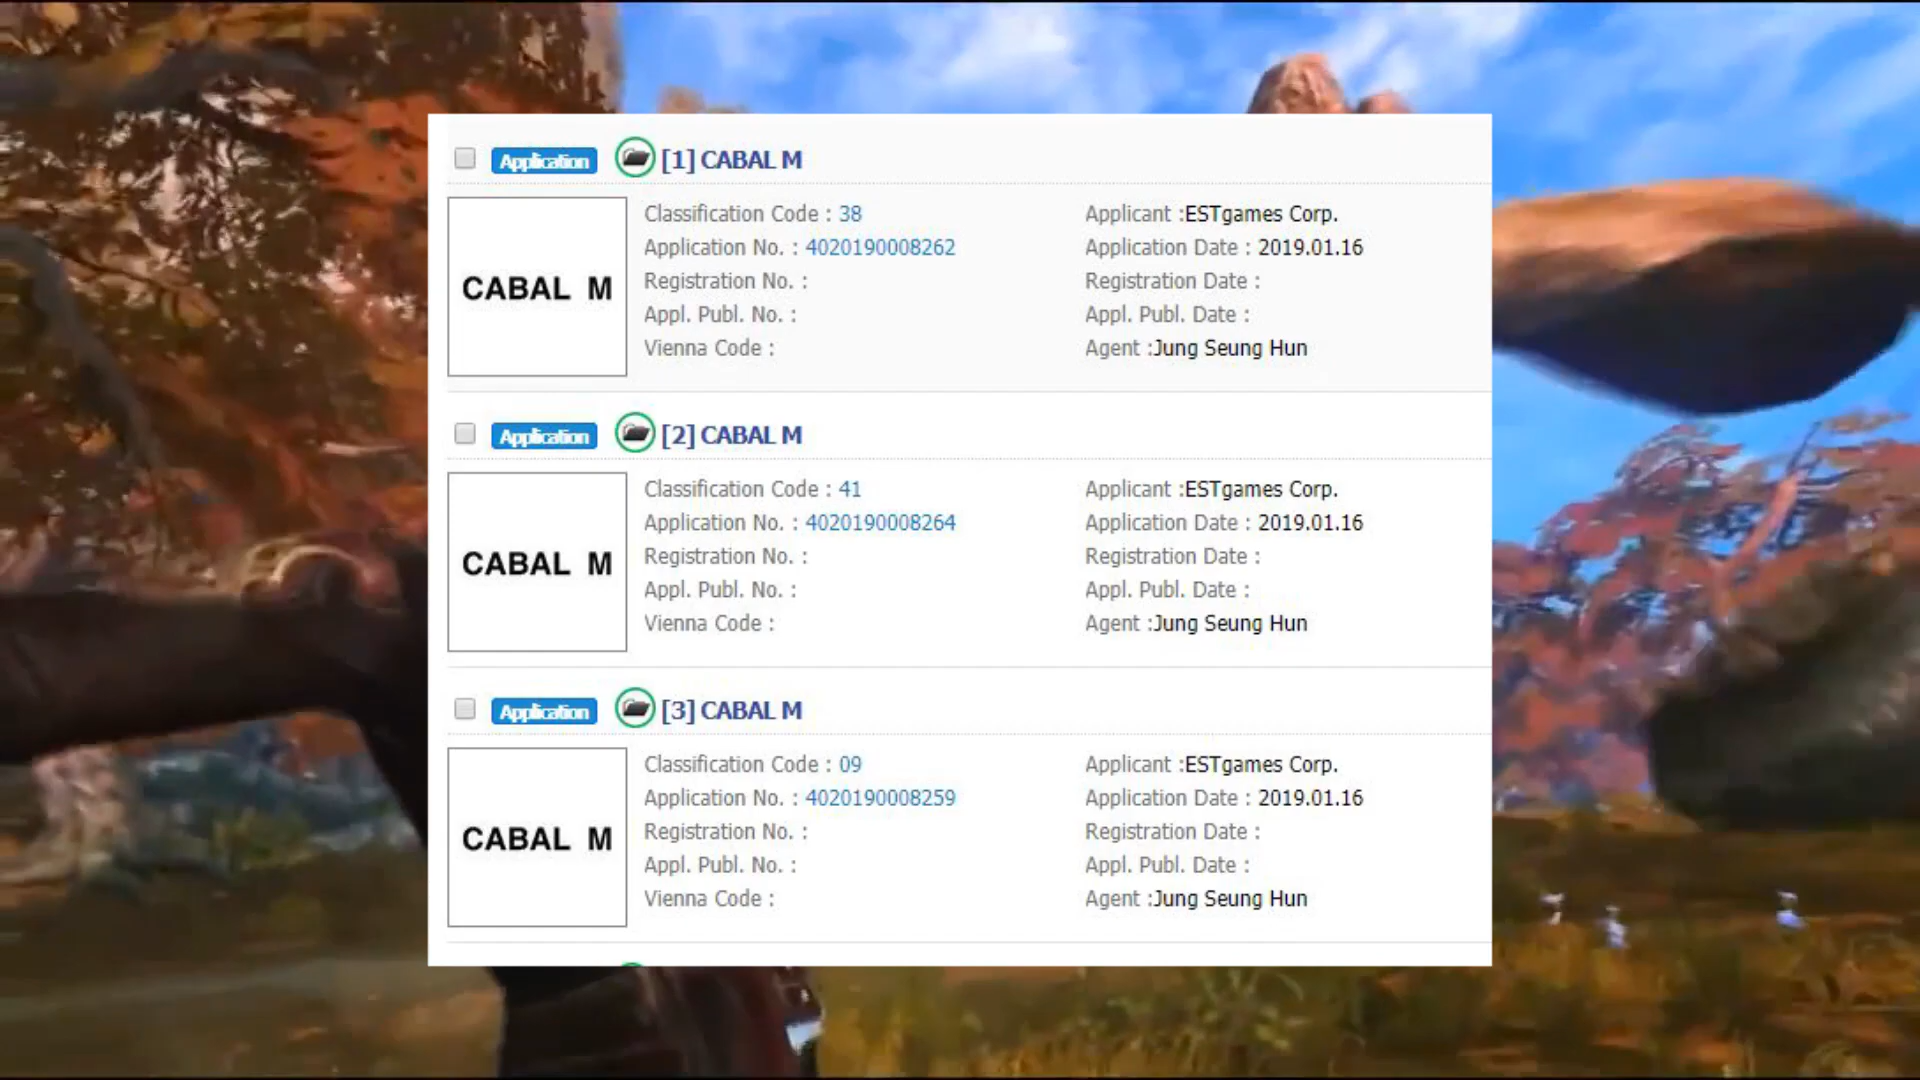 Application [1] CABAL M
CABAL M
Classification Code : 38 Applicant :ESTgames Corp.
Application No. : 4020190008262 Application Date : 2019.01.16
Registration No. : Registration Date :
Appl. Publ. No. : Appl. Publ. Date :
Vienna Code : Agent :Jung Seung Hun
Application [2] CABAL M
CABAL M
Classification Code : 41 Applicant :ESTgames Corp.
Application No. : 4020190008264 Application Date : 2019.01.16
Registration No. : Registration Date :
Appl. Publ. No. : Appl. Publ. Date :
Vienna Code : Agent :Jung Seung Hun
Application [3] CABAL M
CABAL M
Classification Code : 09 Applicant :ESTgames Corp.
Application No. : 4020190008259 Application Date : 2019.01.16
Registration No. : Registration Date :
Appl. Publ. No. : Appl. Publ. Date :
Vienna Code : Agent :Jung Seung Hun